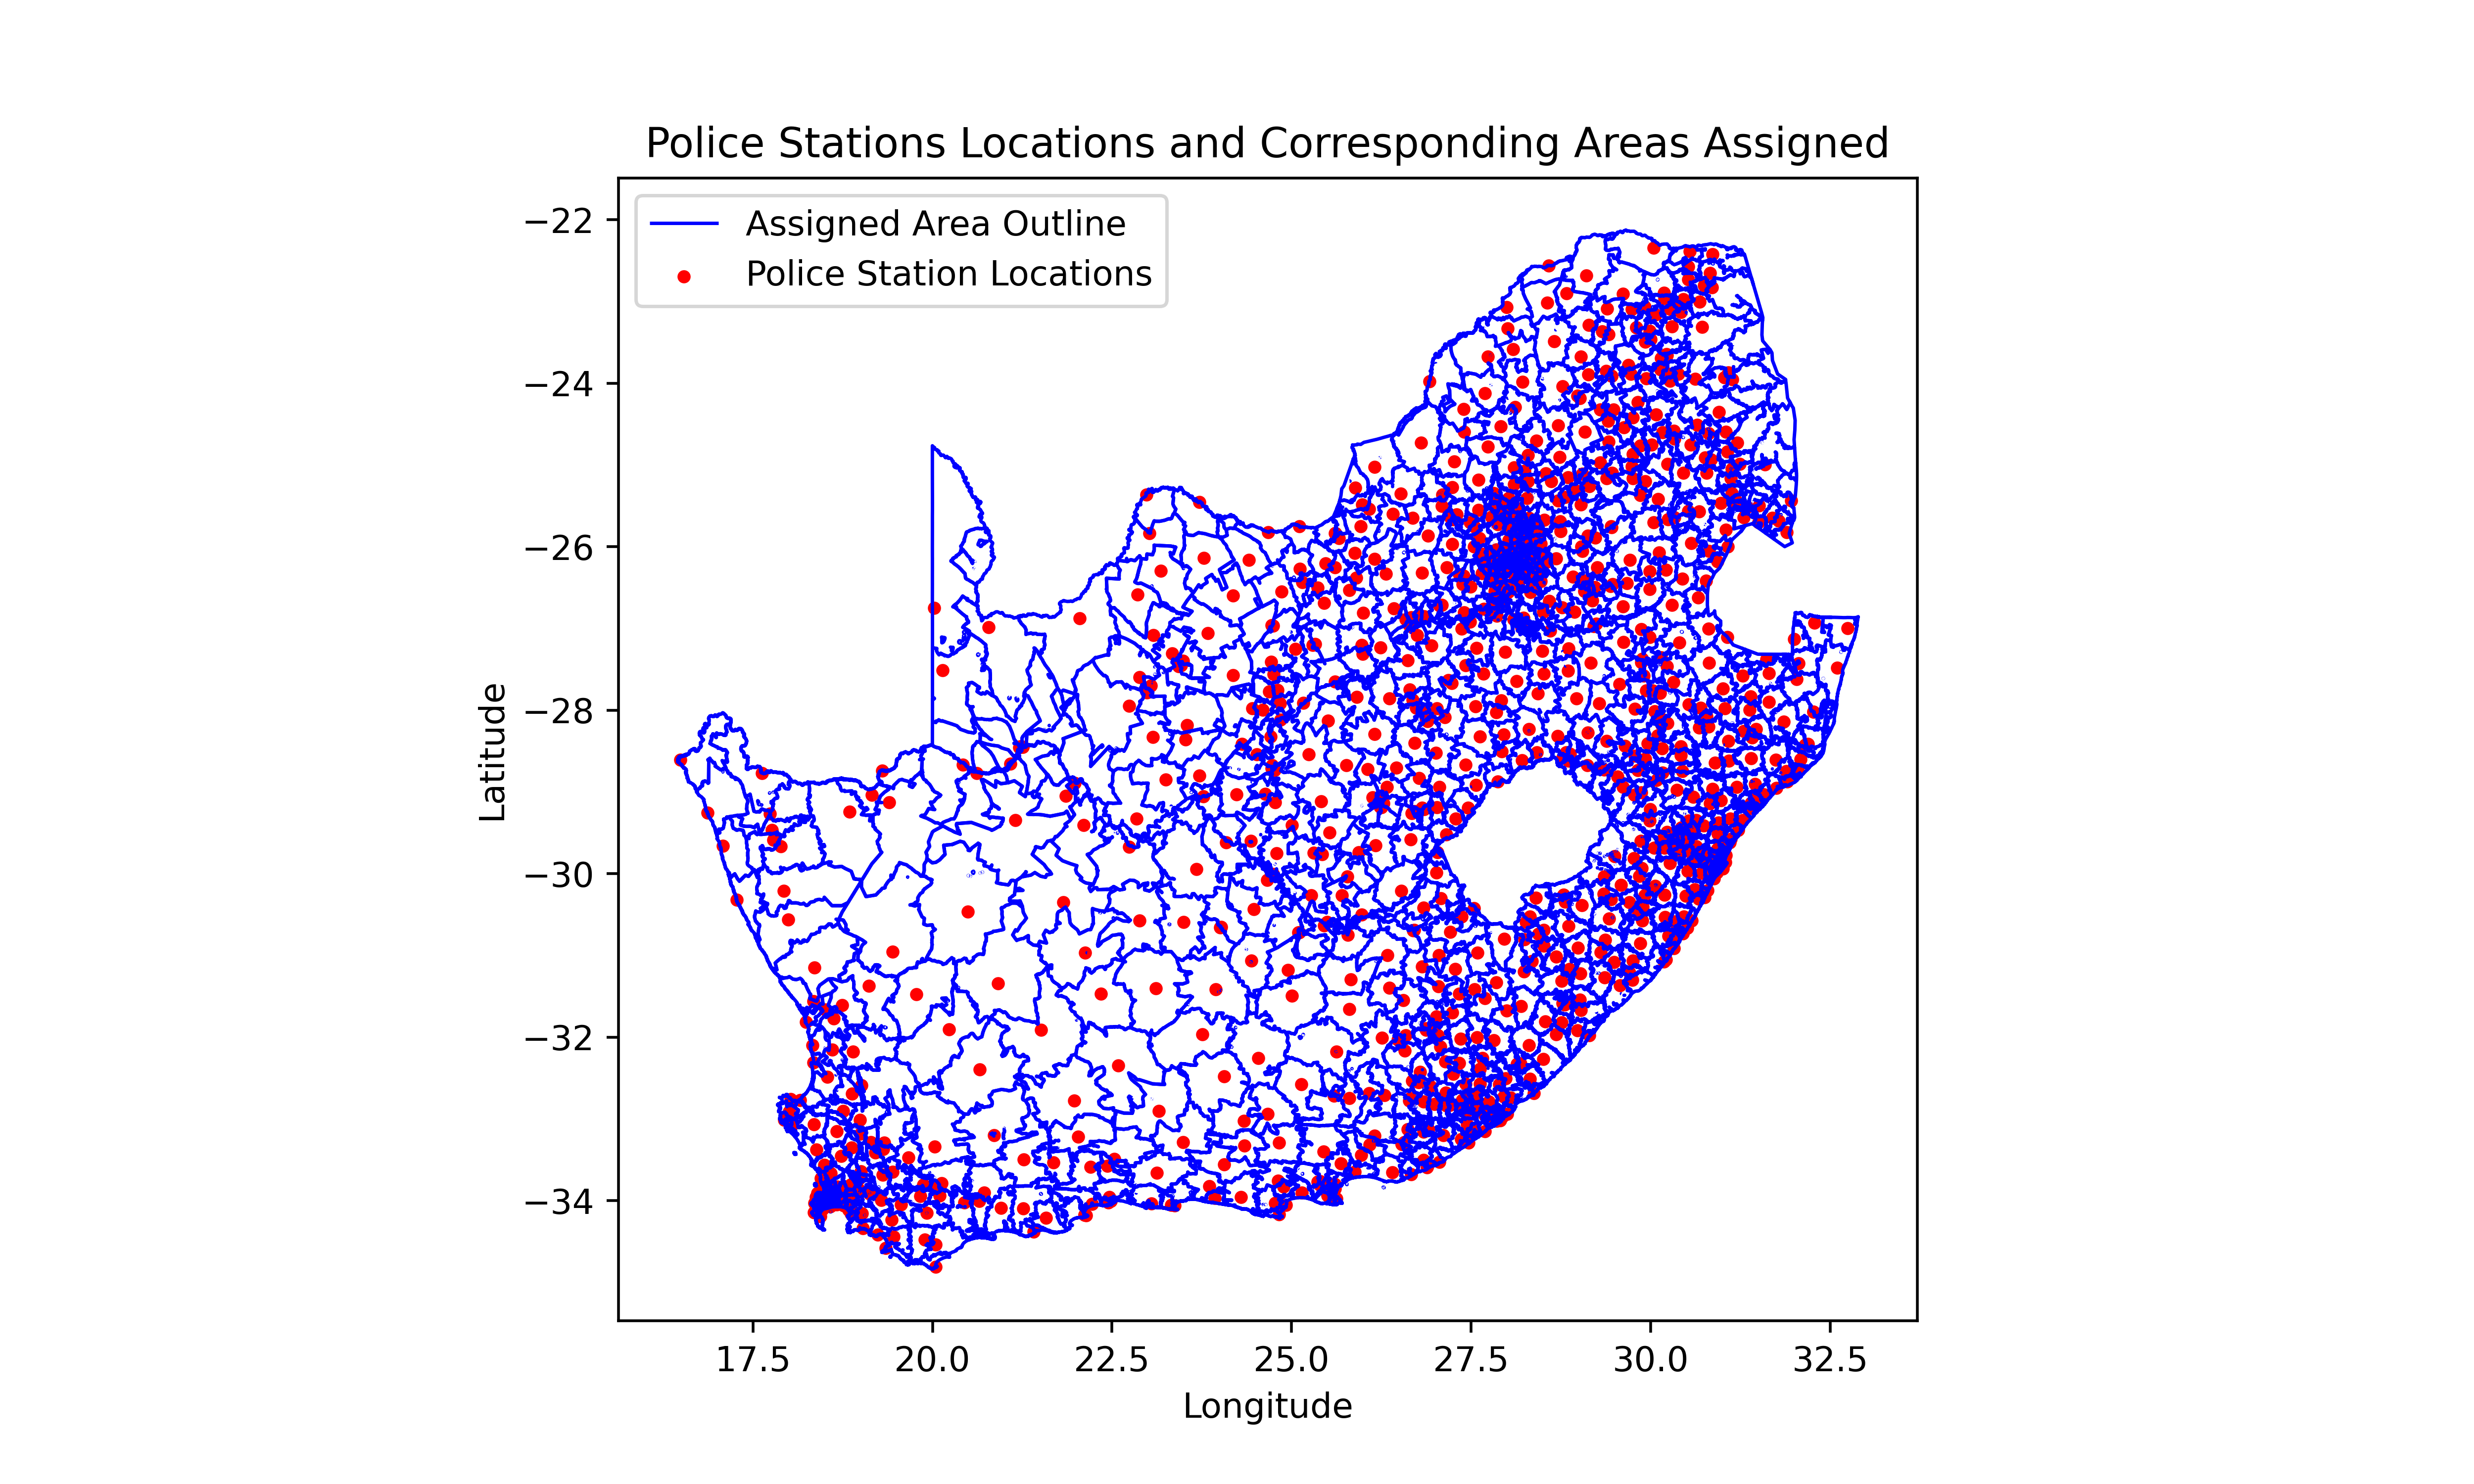 Police Stations Locations and Corresponding Areas Assigned
Assigned Area Outline
Police Station Locations
−22
−24
−26
−28
−30
−32
−34
Latitude
17.5 20.0 22.5 25.0 27.5 30.0 32.5
Longitude